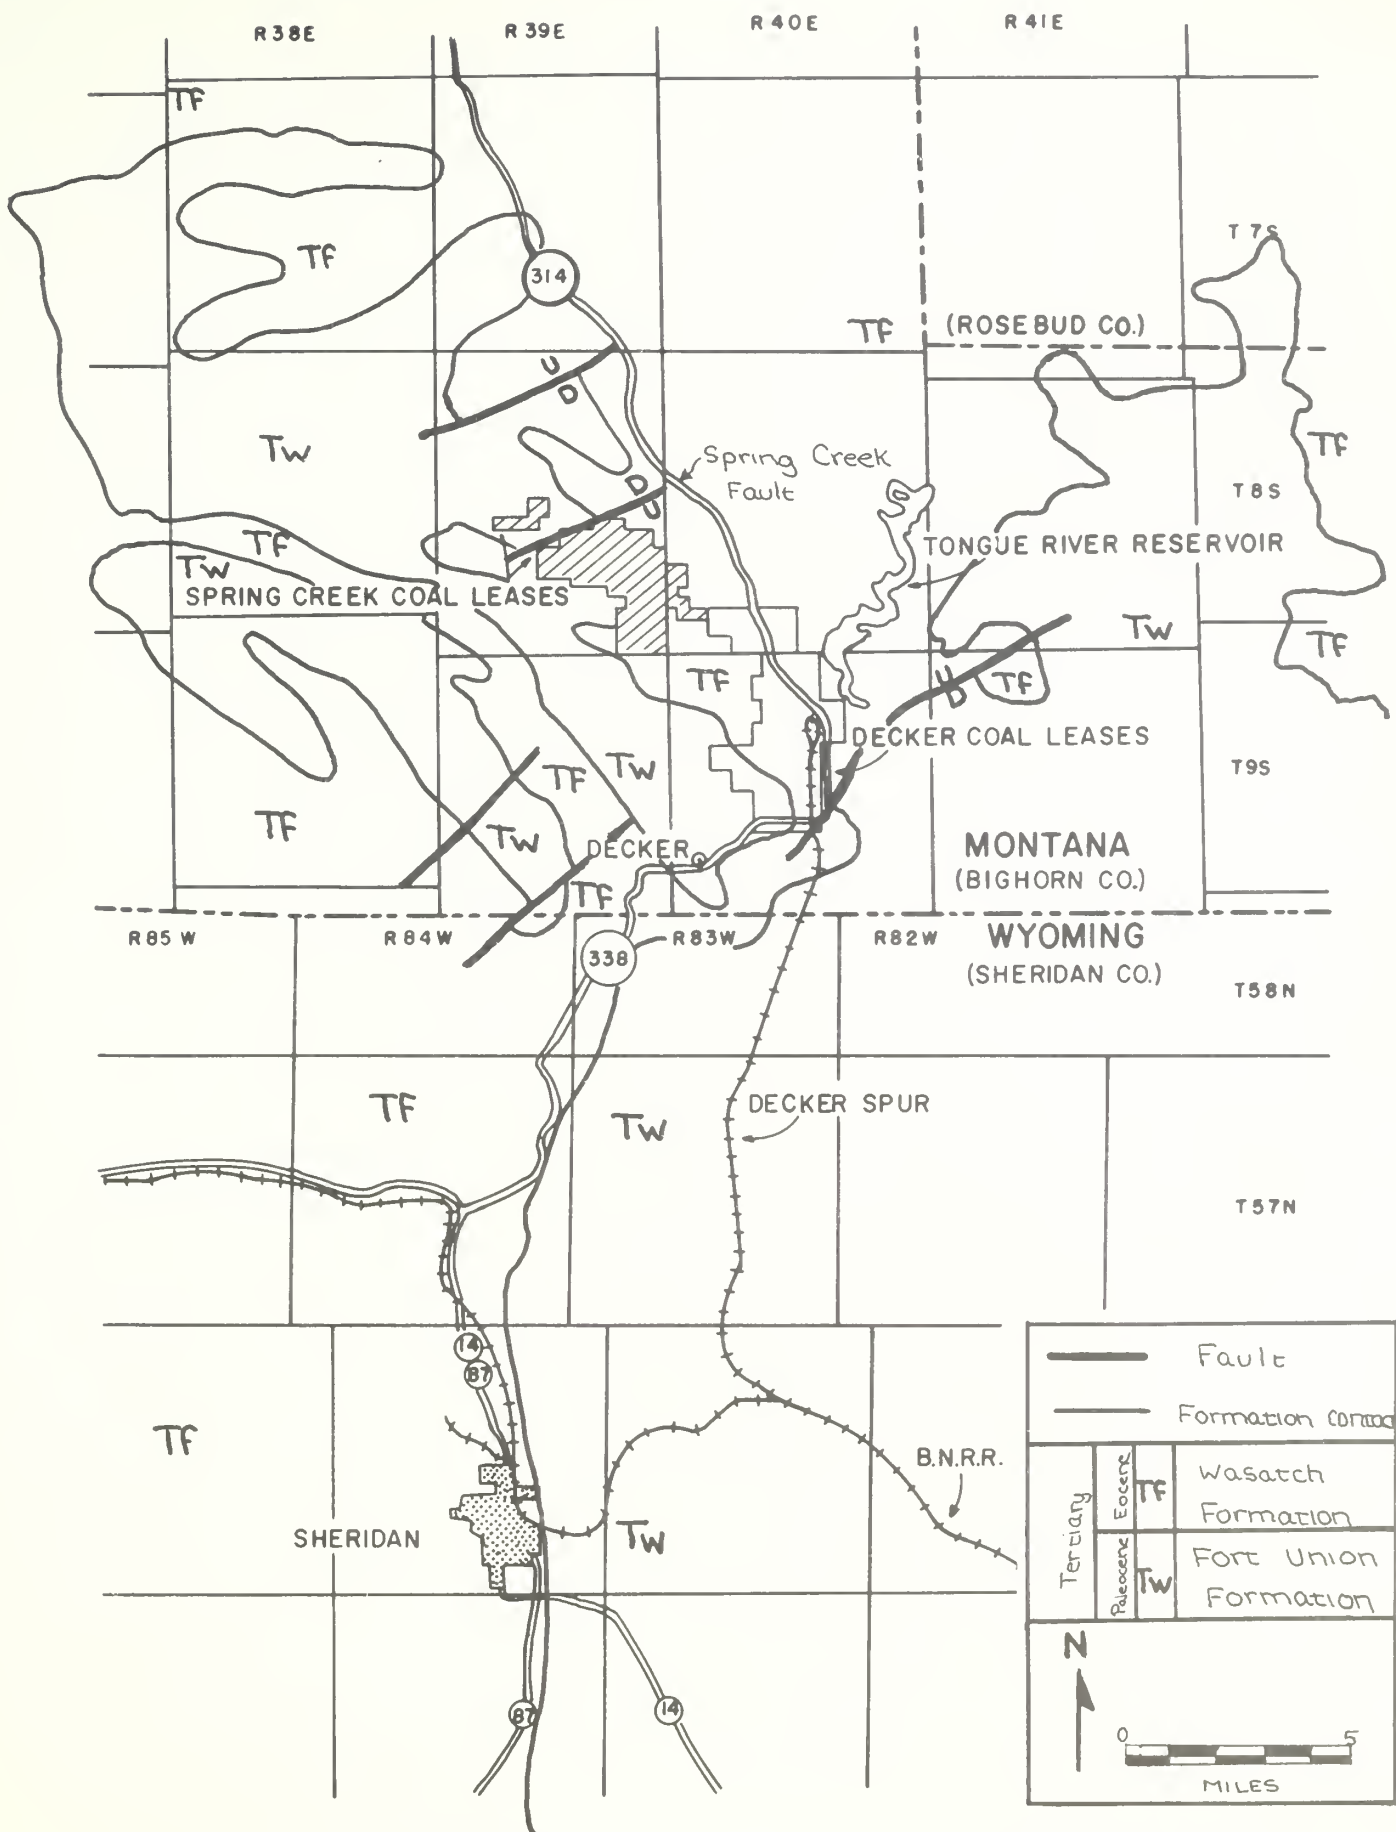 R38E
R39E
R40E
R41E
TF
T7S
TF
314
TF
(ROSEBUD CO.)
U
D
Tw
Spring Creek
Fault
TF
T8S
D
U
TF
TONGUE RIVER RESERVOIR
Tw
SPRING CREEK COAL LEASES
Tw
TF
TF
TF
U
D
DECKER COAL LEASES
TF
Tw
T9S
TF
Tw
DECKER
MONTANA
(BIGHORN CO.)
TF
R85W
R84W
R83W
R82W
WYOMING
(SHERIDAN CO.)
338
T58N
TF
DECKER SPUR
Tw
T57N
14
87
TF
B.N.R.R.
SHERIDAN
Tw
87
14
Fault
Formation contac
Tertiary
Eocene
TF
Wasatch
Formation
Paleocene
Tw
Fort Union
Formation
N
0
5
MILES